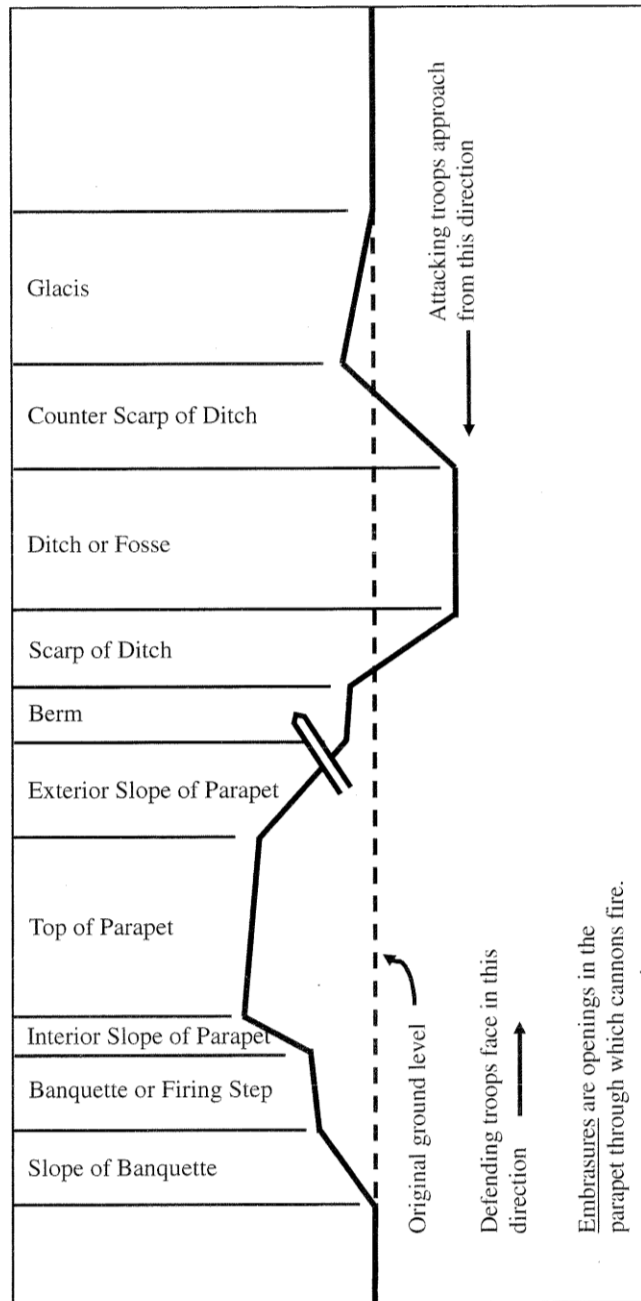 Glacis
Counter Scarp of Ditch
Ditch or Fosse
Scarp of Ditch
Berm
Exterior Slope of Parapet
Top of Parapet
Interior Slope of Parapet
Banquette or Firing Step
Slope of Banquette
Attacking troops approach
from this direction
Original ground level
Defending troops face in this
direction
Embrasures are openings in the
parapet through which cannons fire.